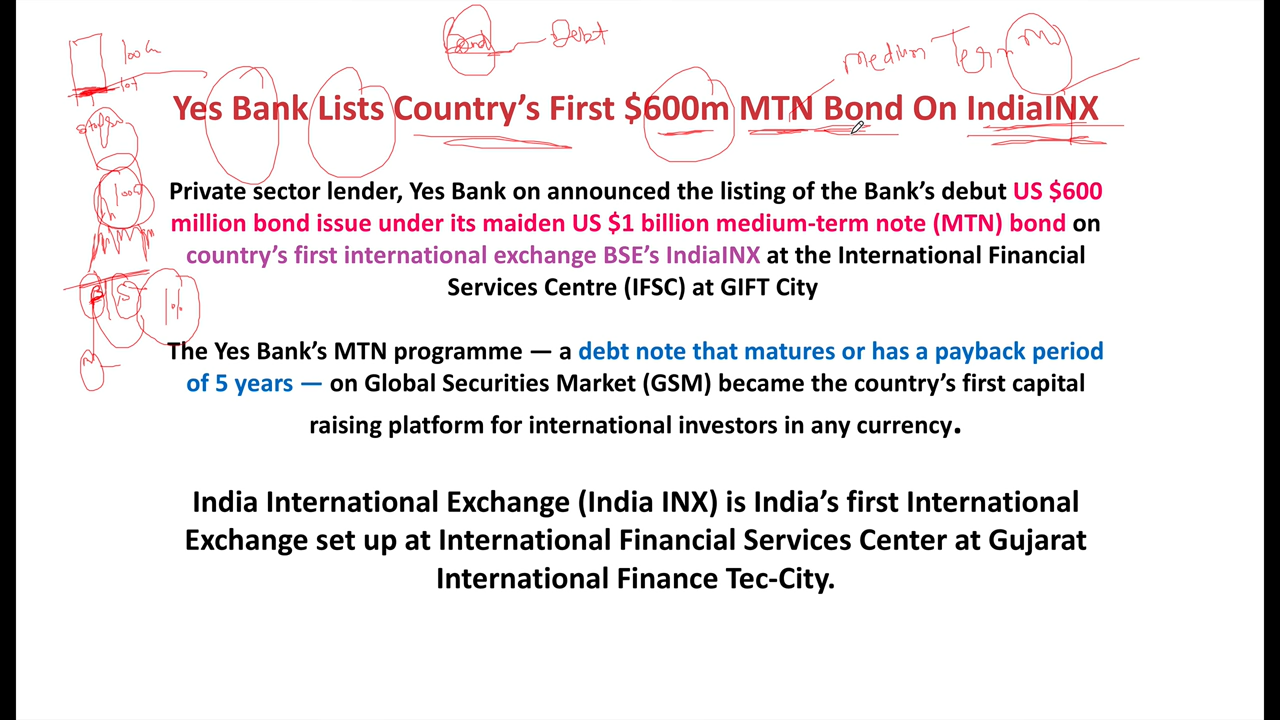 Bond Debt
Medium Term
100Cr
10%
Yes Bank Lists Country’s First $600m MTN Bond On IndiaINX
100Cr
B S 1%
Private sector lender, Yes Bank on announced the listing of the Bank’s debut US $600
million bond issue under its maiden US $1 billion medium-term note (MTN) bond on
country’s first international exchange BSE’s IndiaINX at the International Financial
Services Centre (IFSC) at GIFT City
The Yes Bank’s MTN programme — a debt note that matures or has a payback period
of 5 years — on Global Securities Market (GSM) became the country’s first capital
raising platform for international investors in any currency.
India International Exchange (India INX) is India’s first International
Exchange set up at International Financial Services Center at Gujarat
International Finance Tec-City.